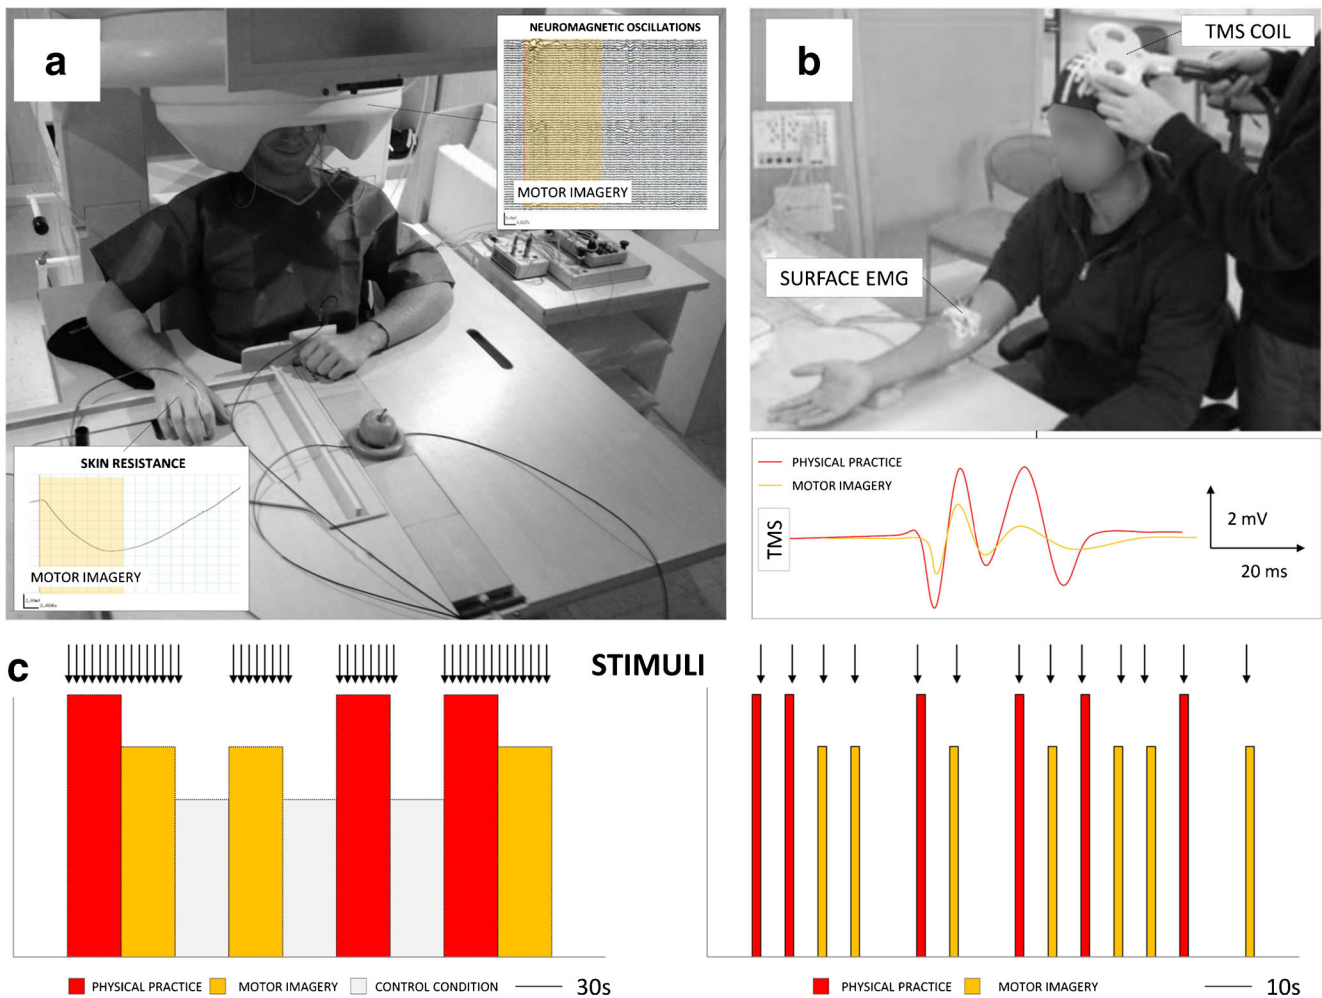 a
NEUROMAGNETIC OSCILLATIONS
MOTOR IMAGERY
SKIN RESISTANCE
MOTOR IMAGERY
b
TMS COIL
SURFACE EMG
PHYSICAL PRACTICE
MOTOR IMAGERY
TMS
2 mV
20 ms
c
STIMULI
PHYSICAL PRACTICE
MOTOR IMAGERY
CONTROL CONDITION
30s
PHYSICAL PRACTICE
MOTOR IMAGERY
10s